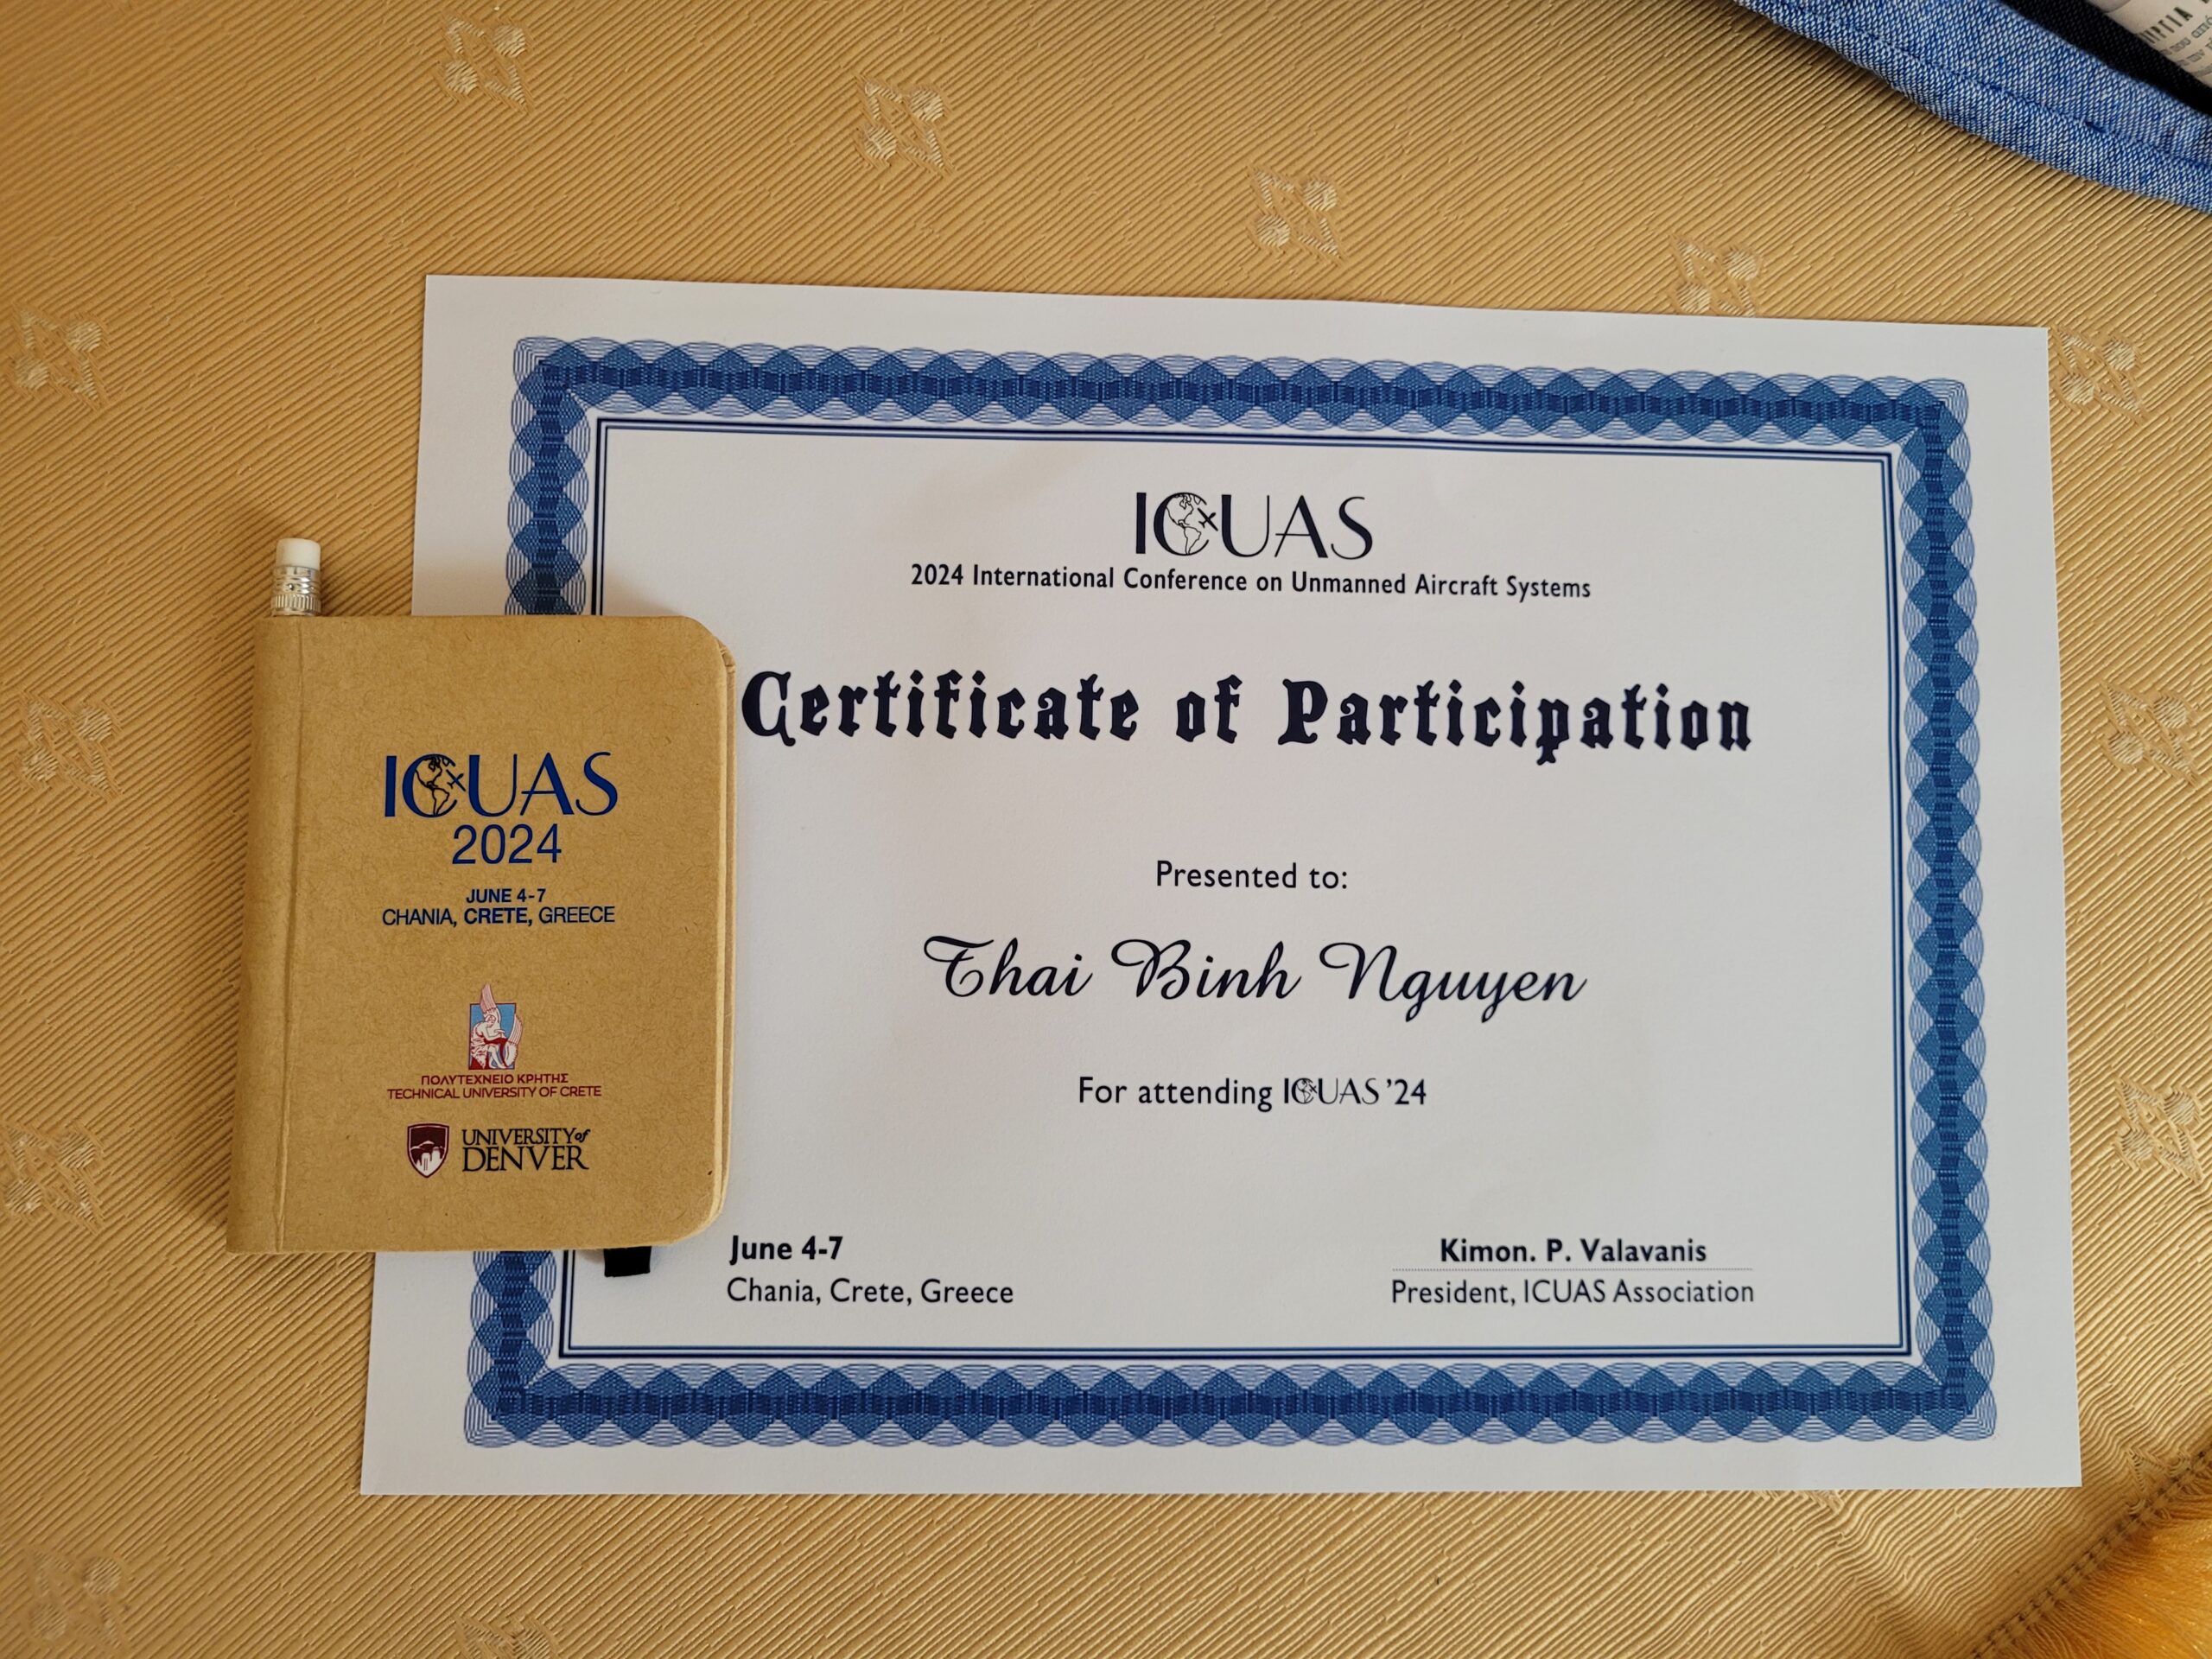 ICUAS
2024 International Conference on Unmanned Aircraft Systems
Certificate of Participation
Presented to:
Thai Binh Nguyen
For attending ICUAS '24
June 4-7
Chania, Crete, Greece
Kimon. P. Valavanis
President, ICUAS Association
ICUAS
2024
JUNE 4-7
CHANIA, CRETE, GREECE
ΠΟΛΥΤΕΧΝΕΙΟ ΚΡΗΤΗΣ
TECHNICAL UNIVERSITY OF CRETE
UNIVERSITY of
DENVER